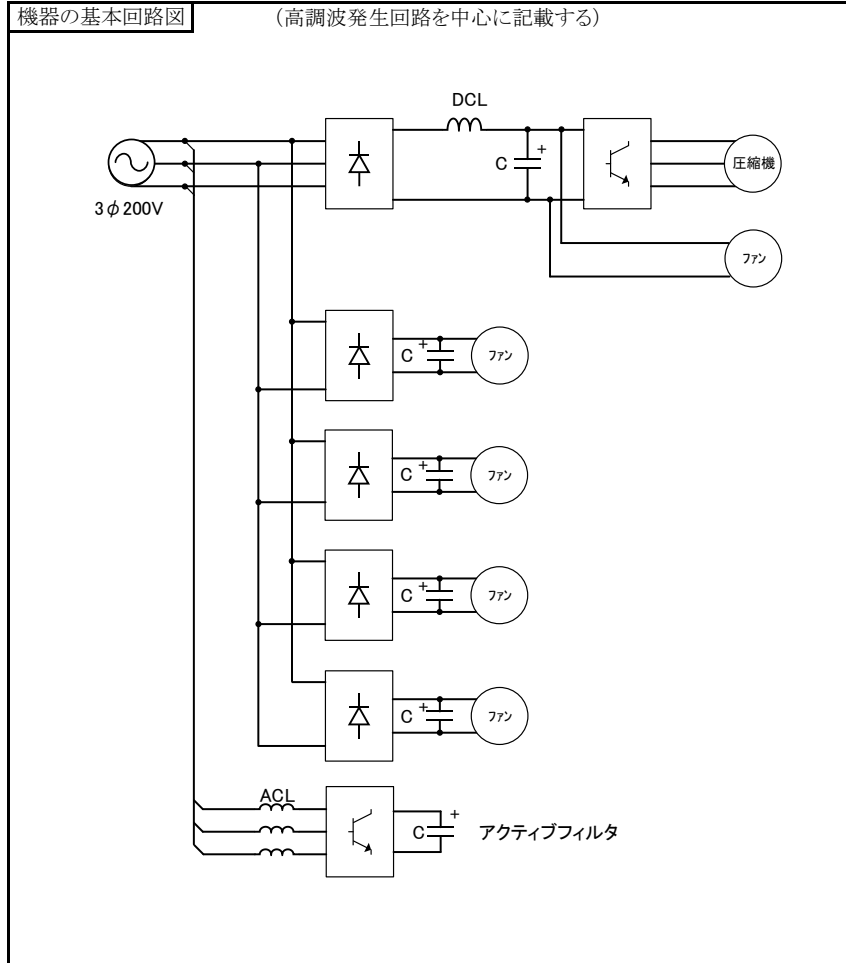 機器の基本回路図
(高調波発生回路を中心に記載する)
DCL
C
+
圧縮機
3φ200V
ファン
C
+
ファン
C
+
ファン
C
+
ファン
C
+
ファン
ACL
C
+
アクティブフィルタ